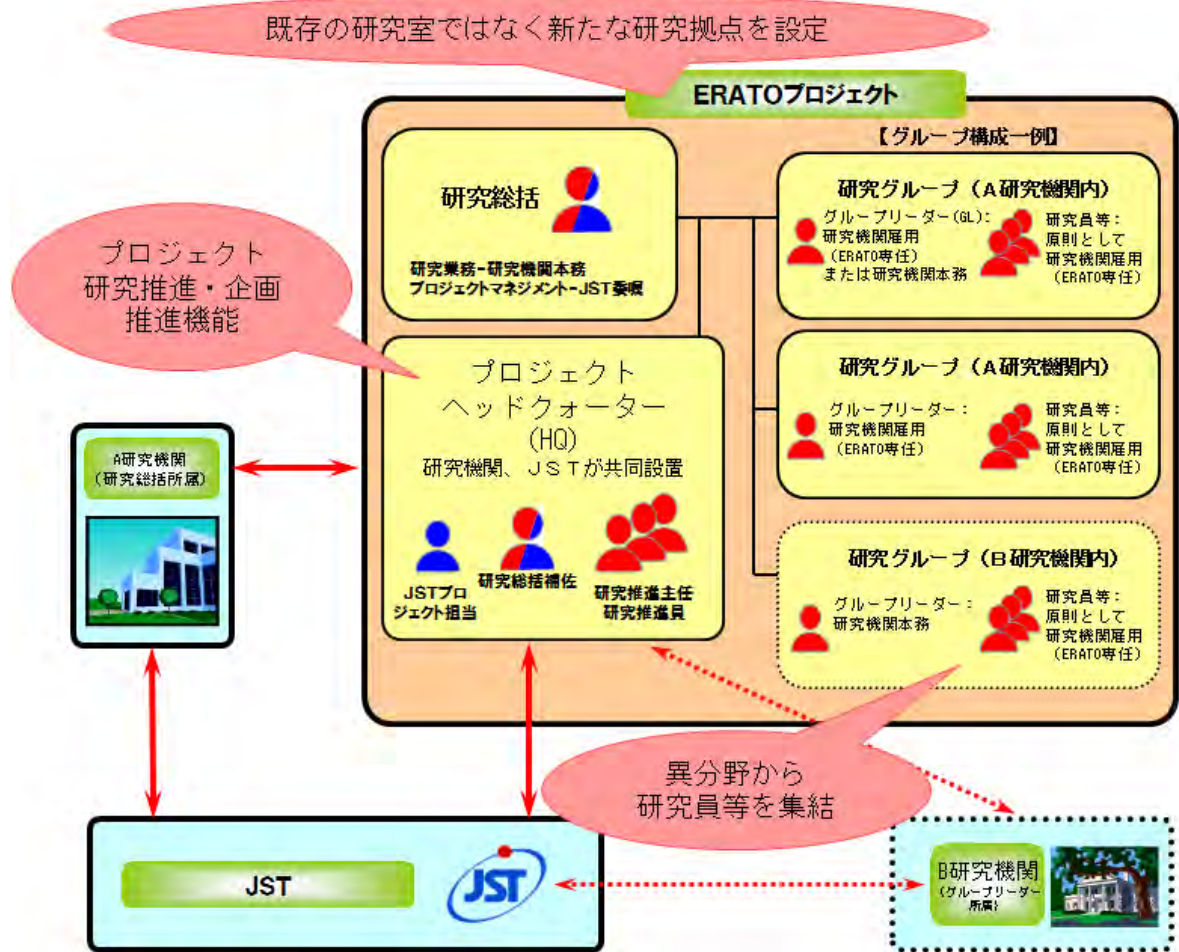 既存の研究室ではなく新たな研究拠点を設定
ERATOプロジェクト
【グループ構成一例】
研究総括
研究業務-研究機関本務
プロジェクトマネジメント-JST委嘱
研究グループ（A研究機関内）
グループリーダー(GL)：
研究機関雇用
（ERATO専任）
または研究機関本務
研究員等：
原則として
研究機関雇用
（ERATO専任）
プロジェクト
研究推進・企画
推進機能
プロジェクト
ヘッドクォーター
(HQ)
研究機関、JSTが共同設置
JSTプロ
ジェクト担当
研究総括補佐
研究推進主任
研究推進員
研究グループ（A研究機関内）
グループリーダー：
研究機関雇用
（ERATO専任）
研究員等：
原則として
研究機関雇用
（ERATO専任）
研究グループ（B研究機関内）
グループリーダー：
研究機関本務
研究員等：
原則として
研究機関雇用
（ERATO専任）
A研究機関
(研究総括所属)
異分野から
研究員等を集結
JST
JST
B研究機関
(グループリーダー
所属)